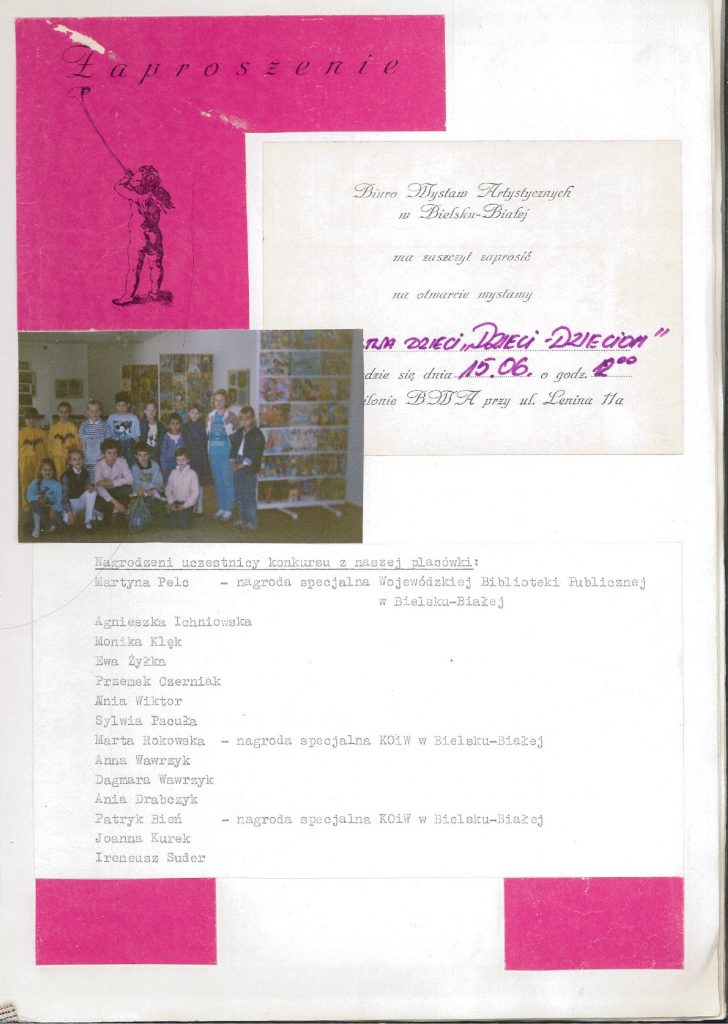 Zaproszenie
Biuro Wystaw Artystycznych
w Bielsku-Białej
ma zaszczyt zaprosić
na otwarcie wystawy
DZIECI „DZIECI - DZIECIOM"
dzie się dnia 15.06. o godz. 12⁰⁰
ilonie BWA przy ul. Lenina 11a
Nagrodzeni uczestnicy konkursu z naszej placówki:
Martyna Pelc - nagroda specjalna Wojewódzkiej Biblioteki Publicznej
w Bielsku-Białej
Agnieszka Ichniowska
Monika Klęk
Ewa Żyłka
Przemek Czerniak
Ania Wiktor
Sylwia Pacuła
Marta Rokowska - nagroda specjalna KOiW w Bielsku-Białej
Anna Wawrzyk
Dagmara Wawrzyk
Ania Drabczyk
Patryk Bień - nagroda specjalna KOiW w Bielsku-Białej
Joanna Kurek
Ireneusz Suder